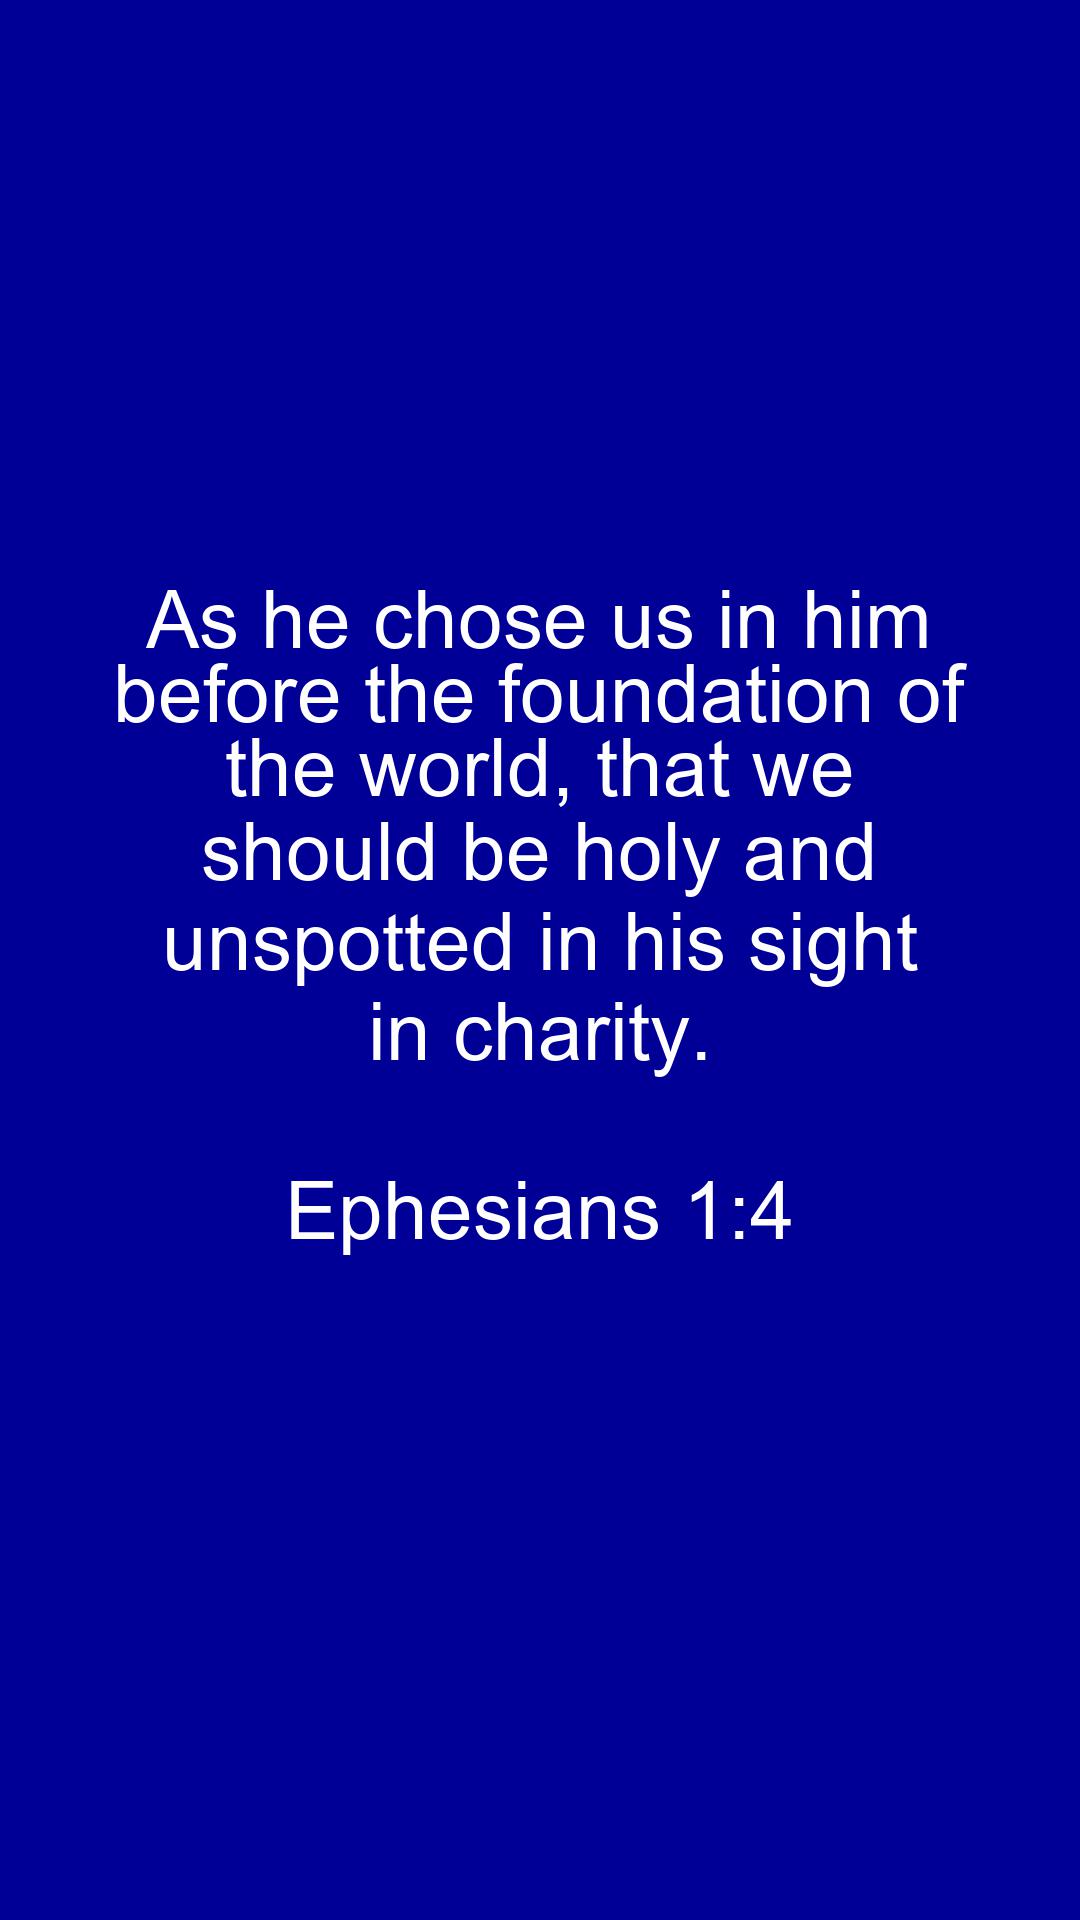 As he chose us in him
before the foundation of
the world, that we
should be holy and
unspotted in his sight
in charity.
Ephesians 1:4